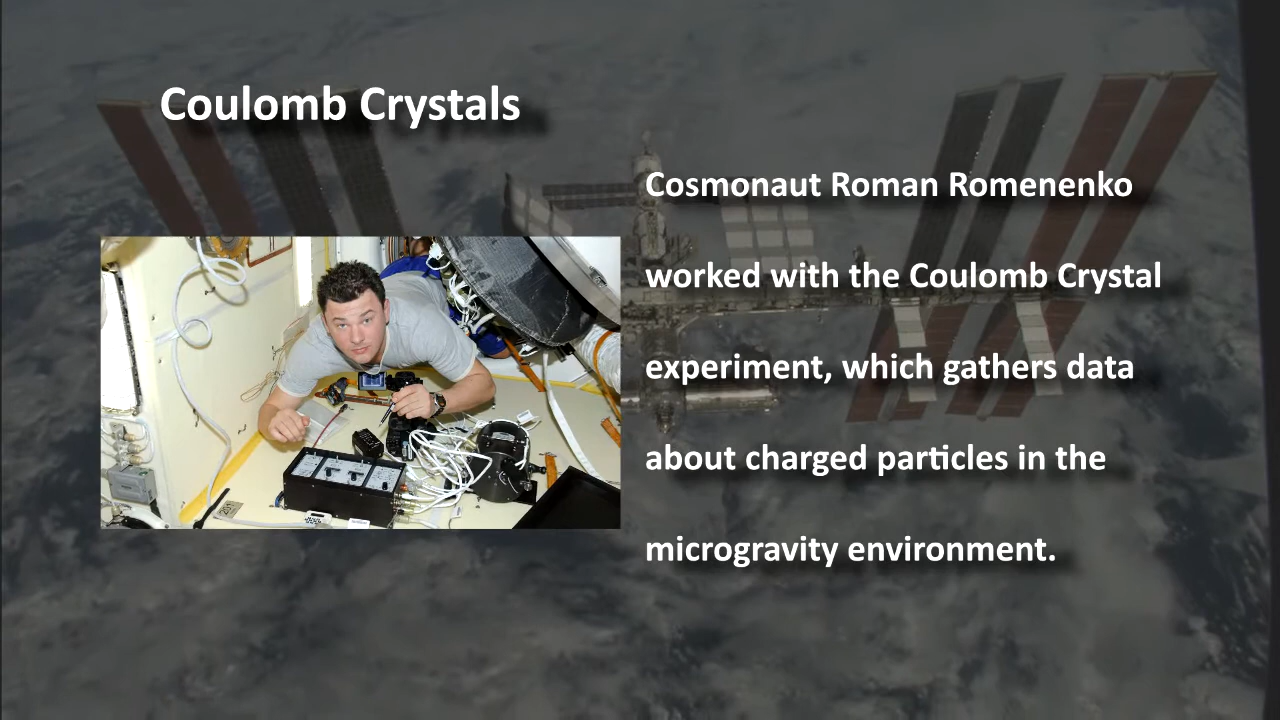 Coulomb Crystals
Cosmonaut Roman Romenenko
worked with the Coulomb Crystal
experiment, which gathers data
about charged particles in the
microgravity environment.